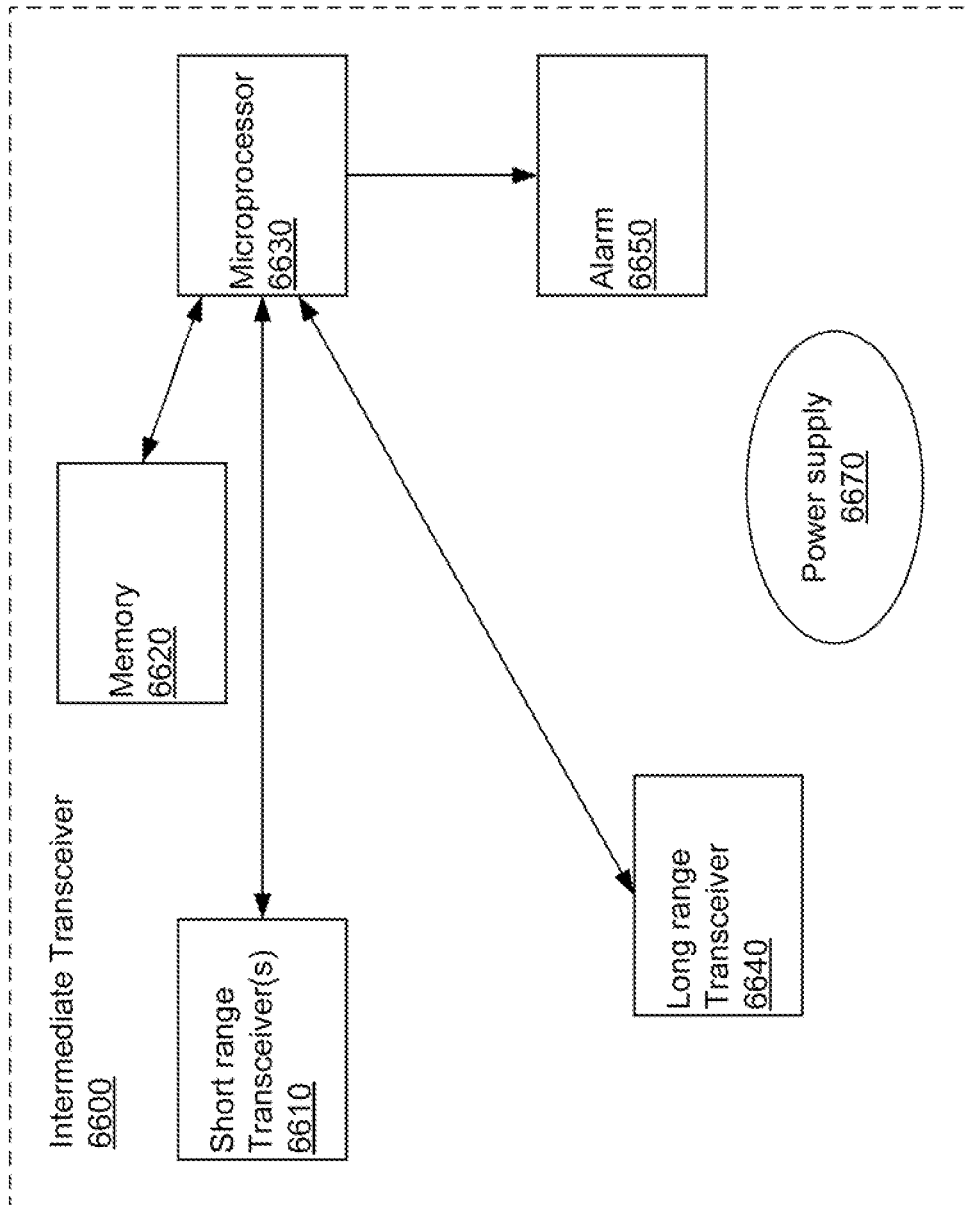 Intermediate Transceiver
6600
Memory
6620
Short range
Transceiver(s)
6610
Microprocessor
6630
Long range
Transceiver
6640
Alarm
6650
Power supply
6670